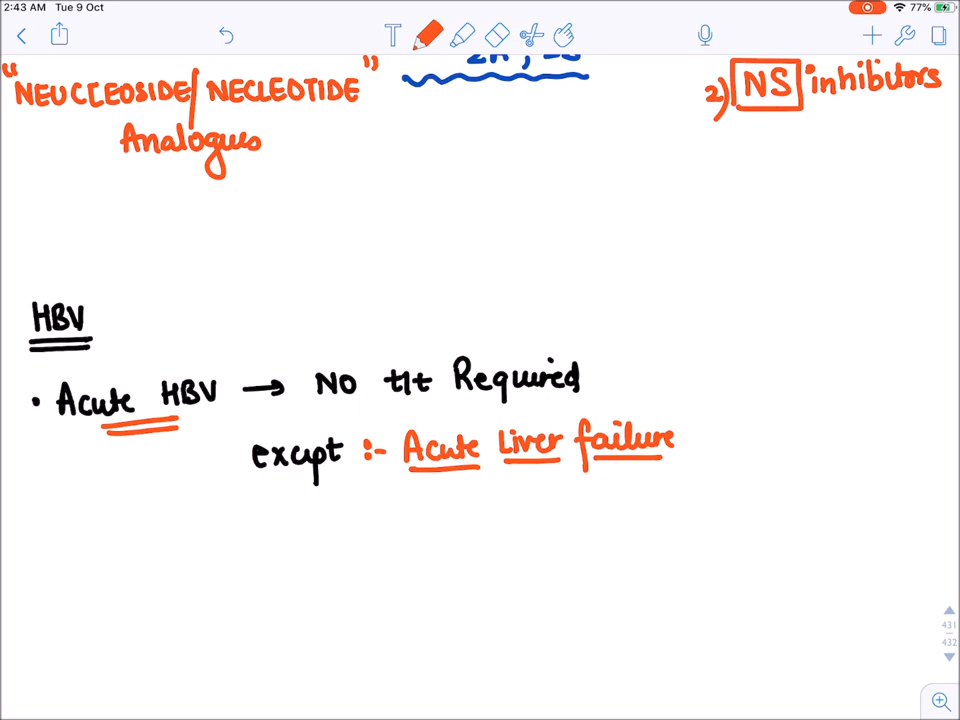 2:43 AM Tue 9 Oct
77%
T
"NEUCLEOSIDE/NECLEOTIDE"
Analogues
2) NS inhibitors
HBV
• Acute HBV → NO t/t Required
except :- Acute Liver failure
431
432